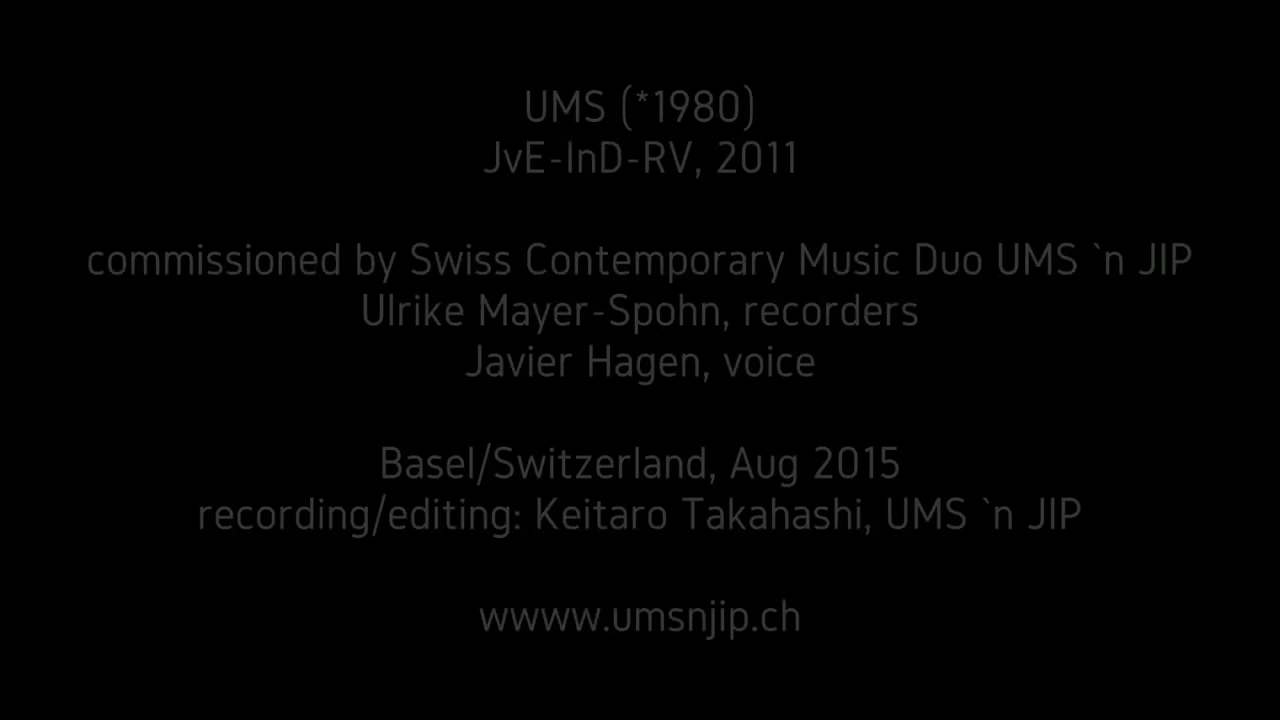 UMS (*1980)
JvE-InD-RV, 2011
commissioned by Swiss Contemporary Music Duo UMS `n JIP
Ulrike Mayer-Spohn, recorders
Javier Hagen, voice
Basel/Switzerland, Aug 2015
recording/editing: Keitaro Takahashi, UMS `n JIP
wwww.umsnjip.ch